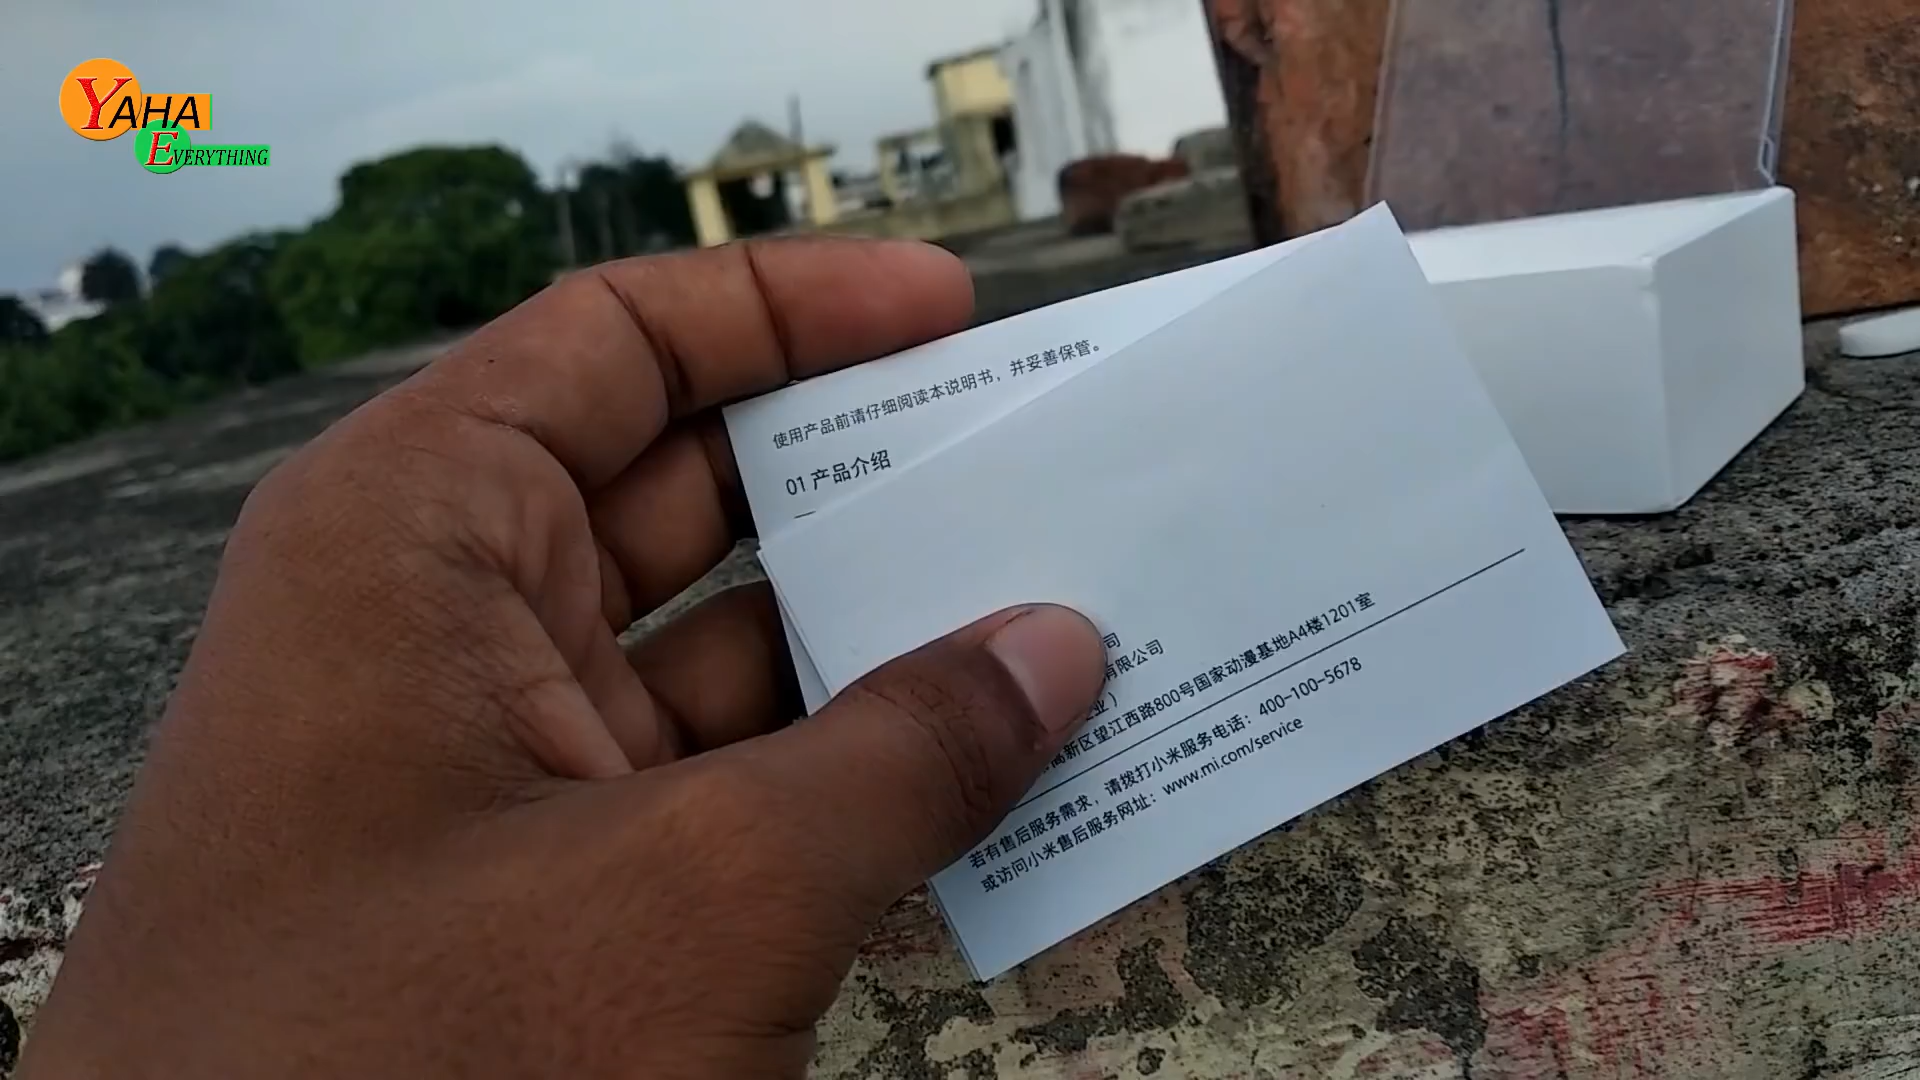 YAHA
EVERYTHING
使用产品前请仔细阅读本说明书，并妥善保管。
01 产品介绍
司
有限公司
业）
高新区望江西路800号国家动漫基地A4楼1201室
若有售后服务需求，请拨打小米服务电话：400-100-5678
或访问小米售后服务网址：www.mi.com/service